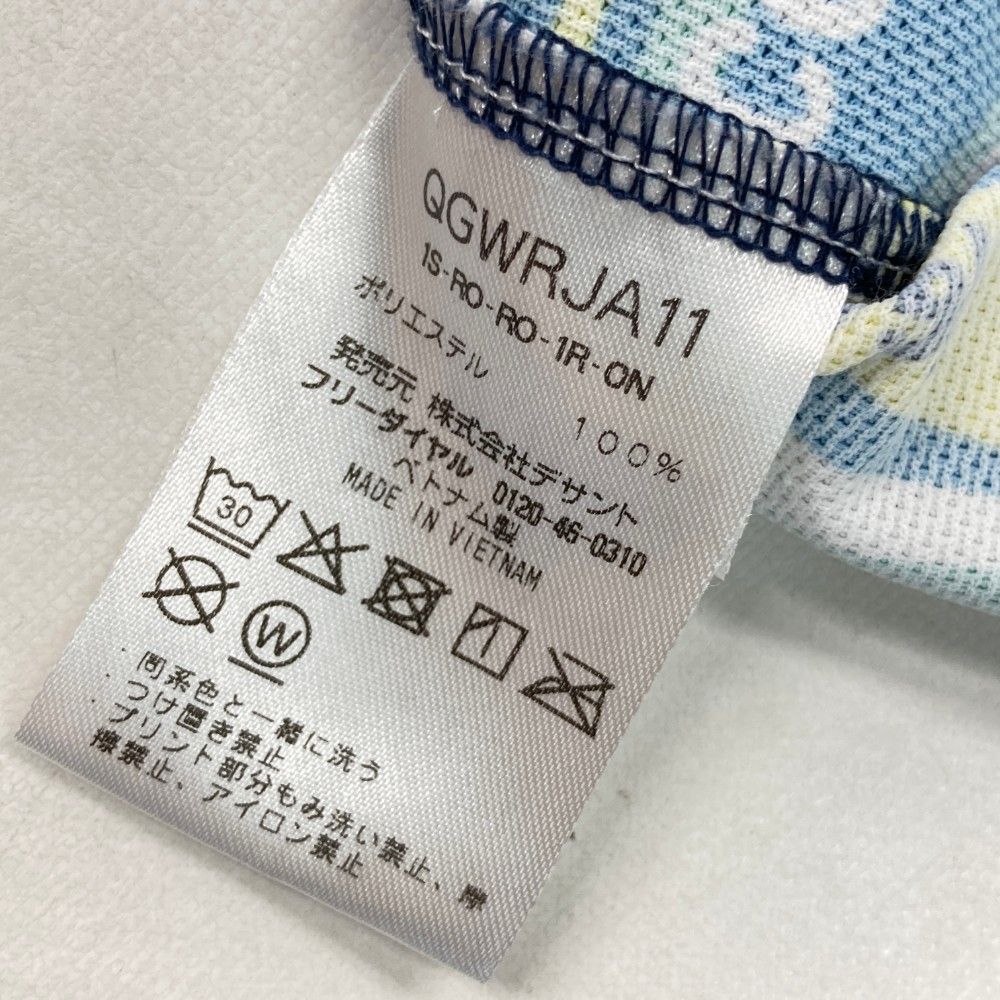 QGWRJA11
1S-RO-RO-1R-ON
ポリエステル 100%
発売元 株式会社デサント
フリーダイヤル 0120-46-0310
ベトナム製
MADE IN VIETNAM
30
W
同系色と一緒に洗う
つけ置き禁止
プリント部分もみ洗い禁止、摩
擦禁止、アイロン禁止